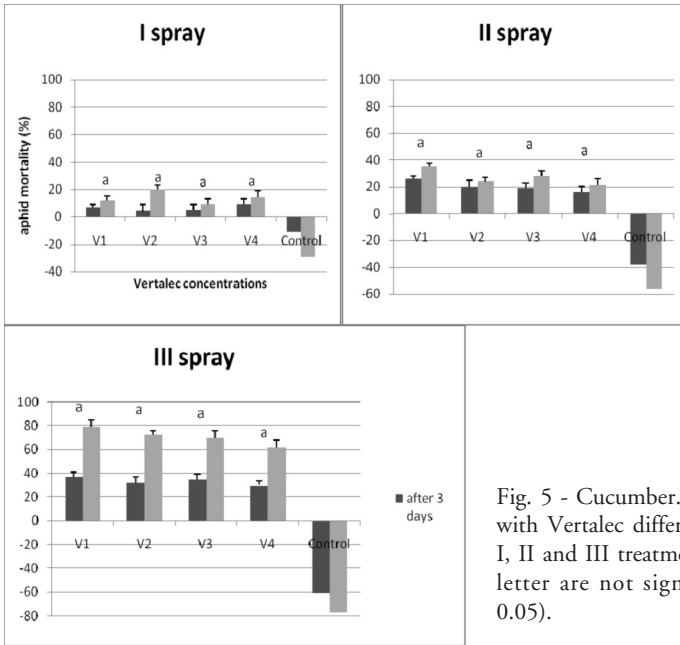 I spray
100
80
60
40
20
0
-20
-40
aphid mortality (%)
a a a a
V1 V2 V3 V4 Control
Vertalec concentrations
II spray
100
80
60
40
20
0
-20
-40
-60
a a a a
V1 V2 V3 V4 Control
III spray
100
80
60
40
20
0
-20
-40
-60
-80
a a a a
V1 V2 V3 V4 Control
after 3
days
Fig. 5 - Cucumber.
with Vertalec differ
I, II and III treatme
letter are not sign
0.05).